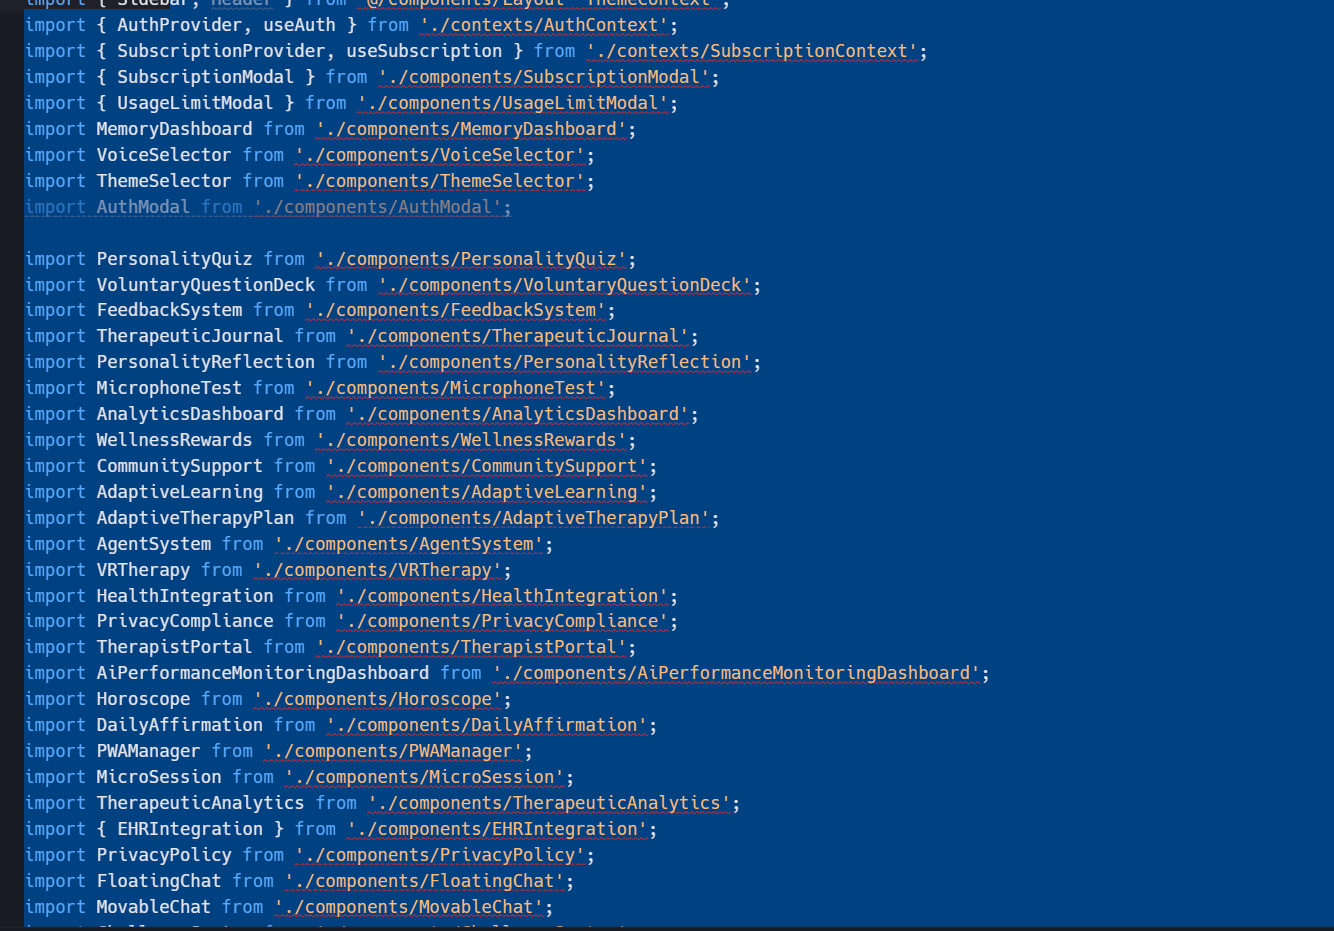 import { Sidebar, Header } from '@/components/Layout' ThemeContext';
import { AuthProvider, useAuth } from './contexts/AuthContext';
import { SubscriptionProvider, useSubscription } from './contexts/SubscriptionContext';
import { SubscriptionModal } from './components/SubscriptionModal';
import { UsageLimitModal } from './components/UsageLimitModal';
import MemoryDashboard from './components/MemoryDashboard';
import VoiceSelector from './components/VoiceSelector';
import ThemeSelector from './components/ThemeSelector';
import AuthModal from './components/AuthModal';
import PersonalityQuiz from './components/PersonalityQuiz';
import VoluntaryQuestionDeck from './components/VoluntaryQuestionDeck';
import FeedbackSystem from './components/FeedbackSystem';
import TherapeuticJournal from './components/TherapeuticJournal';
import PersonalityReflection from './components/PersonalityReflection';
import MicrophoneTest from './components/MicrophoneTest';
import AnalyticsDashboard from './components/AnalyticsDashboard';
import WellnessRewards from './components/WellnessRewards';
import CommunitySupport from './components/CommunitySupport';
import AdaptiveLearning from './components/AdaptiveLearning';
import AdaptiveTherapyPlan from './components/AdaptiveTherapyPlan';
import AgentSystem from './components/AgentSystem';
import VRTherapy from './components/VRTherapy';
import HealthIntegration from './components/HealthIntegration';
import PrivacyCompliance from './components/PrivacyCompliance';
import TherapistPortal from './components/TherapistPortal';
import AiPerformanceMonitoringDashboard from './components/AiPerformanceMonitoringDashboard';
import Horoscope from './components/Horoscope';
import DailyAffirmation from './components/DailyAffirmation';
import PWAManager from './components/PWAManager';
import MicroSession from './components/MicroSession';
import TherapeuticAnalytics from './components/TherapeuticAnalytics';
import { EHRIntegration } from './components/EHRIntegration';
import PrivacyPolicy from './components/PrivacyPolicy';
import FloatingChat from './components/FloatingChat';
import MovableChat from './components/MovableChat';